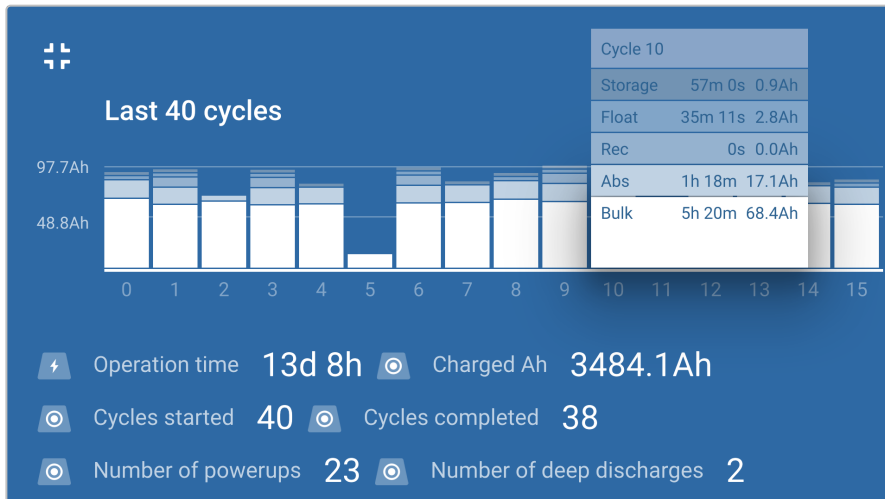 Cycle 10
Storage 57m 0s 0.9Ah
Float 35m 11s 2.8Ah
Rec 0s 0.0Ah
Abs 1h 18m 17.1Ah
Bulk 5h 20m 68.4Ah
Last 40 cycles
97.7Ah
48.8Ah
0 1 2 3 4 5 6 7 8 9 10 11 12 13 14 15
Operation time 13d 8h Charged Ah 3484.1Ah
Cycles started 40 Cycles completed 38
Number of powerups 23 Number of deep discharges 2